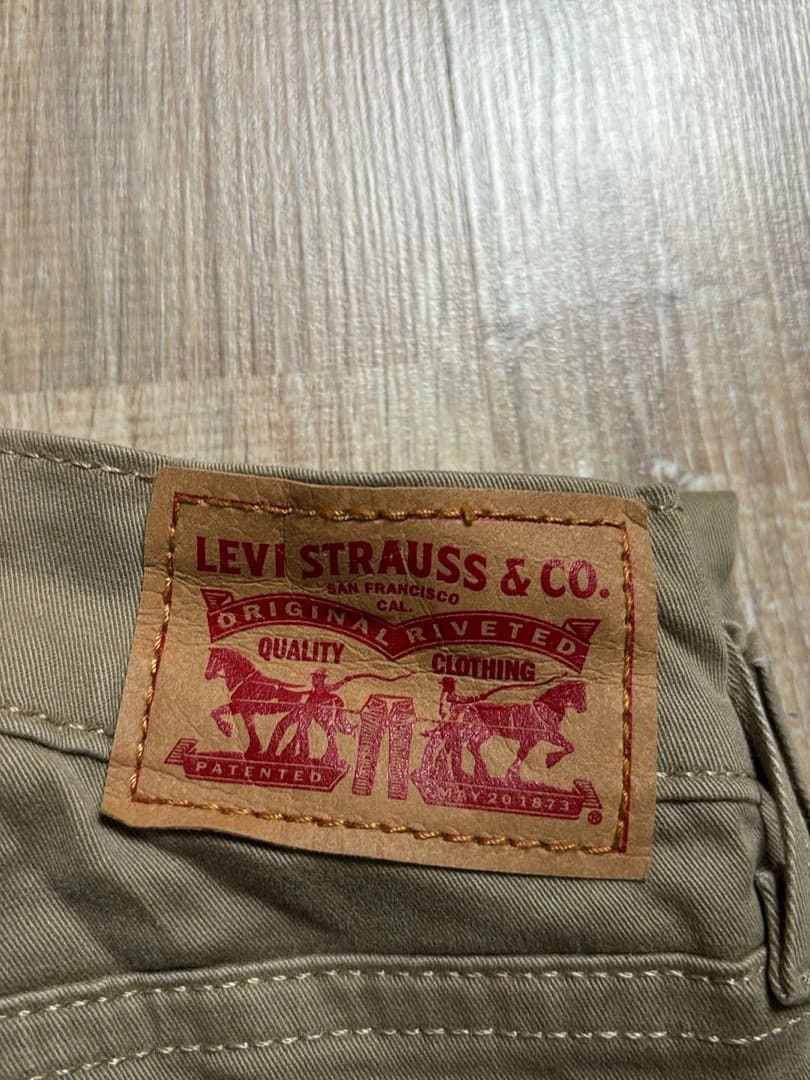 LEVI STRAUSS & CO.
SAN FRANCISCO
CAL.
ORIGINAL RIVETED
QUALITY CLOTHING
PATENTED
MAY 20 1873
®